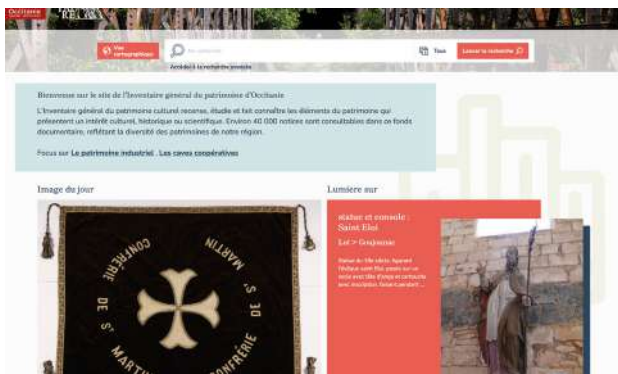 Occitanie
Vue
cartographique
Tous
Lancer la recherche
Accéder à la recherche avancée
Bienvenue sur le site de l'Inventaire général du patrimoine d'Occitanie
L'Inventaire général du patrimoine culturel recense, étudie et fait connaître les éléments du patrimoine qui
présentent un intérêt culturel, historique ou scientifique. Environ 40 000 notices sont consultables dans ce fonds
documentaire, reflétant la diversité des patrimoines de notre région.
Focus sur Le patrimoine industriel , Les caves coopératives
Image du jour
Lumière sur
CONFRERIE DE ST MARTIN
CONFRÉRIE DE ST MARTIN
statue et console :
Saint Eloi
Lot > Goujounac